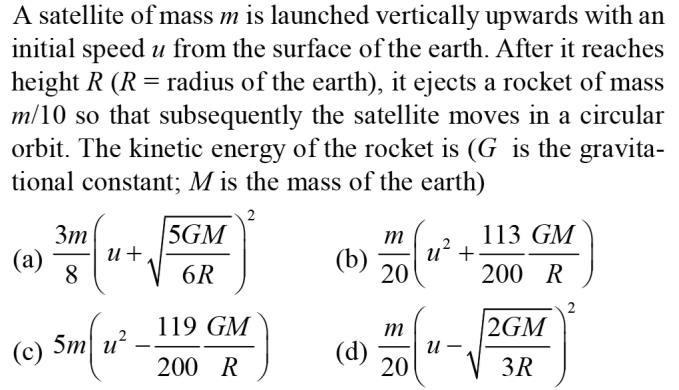 A satellite of mass m is launched vertically upwards with an
initial speed u from the surface of the earth. After it reaches
height R (R = radius of the earth), it ejects a rocket of mass
m/10 so that subsequently the satellite moves in a circular
orbit. The kinetic energy of the rocket is (G is the gravita-
tional constant; M is the mass of the earth)
(a) 3m/8 (u + √(5GM/6R))² (b) m/20 (u² + 113/200 GM/R)
(c) 5m(u² − 119/200 GM/R) (d) m/20 (u − √(2GM/3R))²